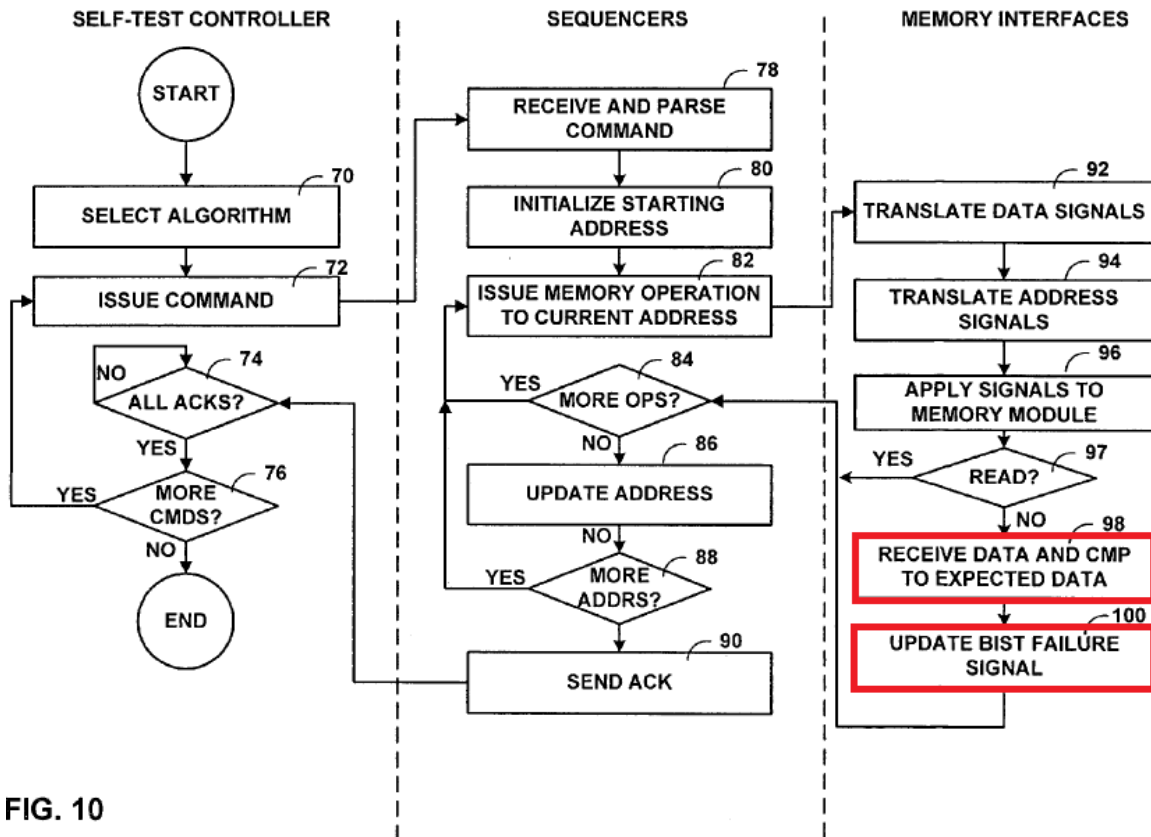 SELF-TEST CONTROLLER
START
70
SELECT ALGORITHM
72
ISSUE COMMAND
NO
74
ALL ACKS?
YES
76
YES
MORE
CMDS?
NO
END
SEQUENCERS
78
RECEIVE AND PARSE
COMMAND
80
INITIALIZE STARTING
ADDRESS
82
ISSUE MEMORY OPERATION
TO CURRENT ADDRESS
84
YES
MORE OPS?
NO
86
UPDATE ADDRESS
NO
88
YES
MORE
ADDRS?
90
SEND ACK
MEMORY INTERFACES
92
TRANSLATE DATA SIGNALS
94
TRANSLATE ADDRESS
SIGNALS
96
APPLY SIGNALS TO
MEMORY MODULE
97
YES
READ?
NO
98
RECEIVE DATA AND CMP
TO EXPECTED DATA
100
UPDATE BIST FAILURE
SIGNAL
FIG. 10